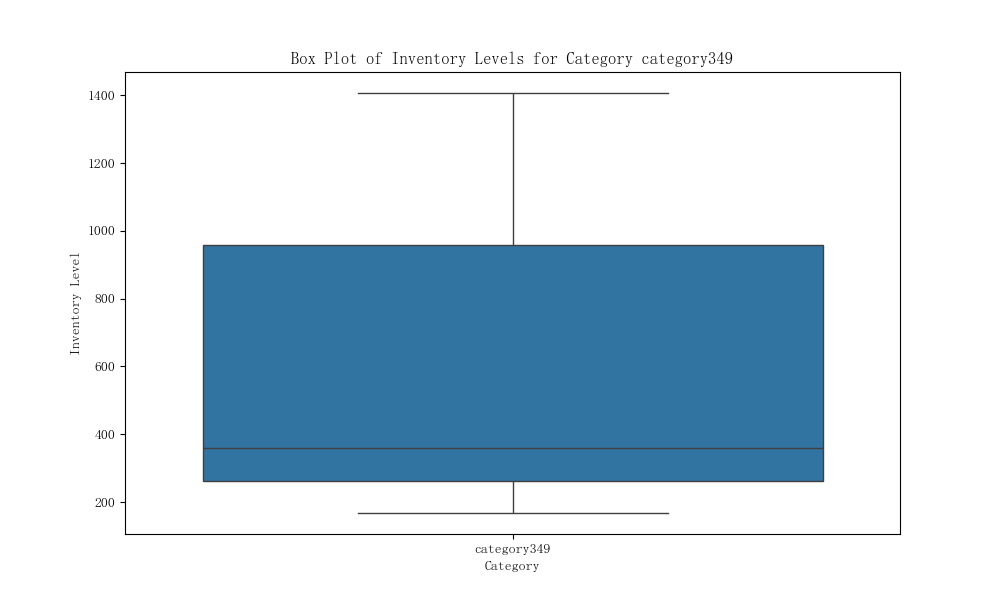 Box Plot of Inventory Levels for Category category349
1400
1200
1000
800
600
400
200
Inventory Level
category349
Category